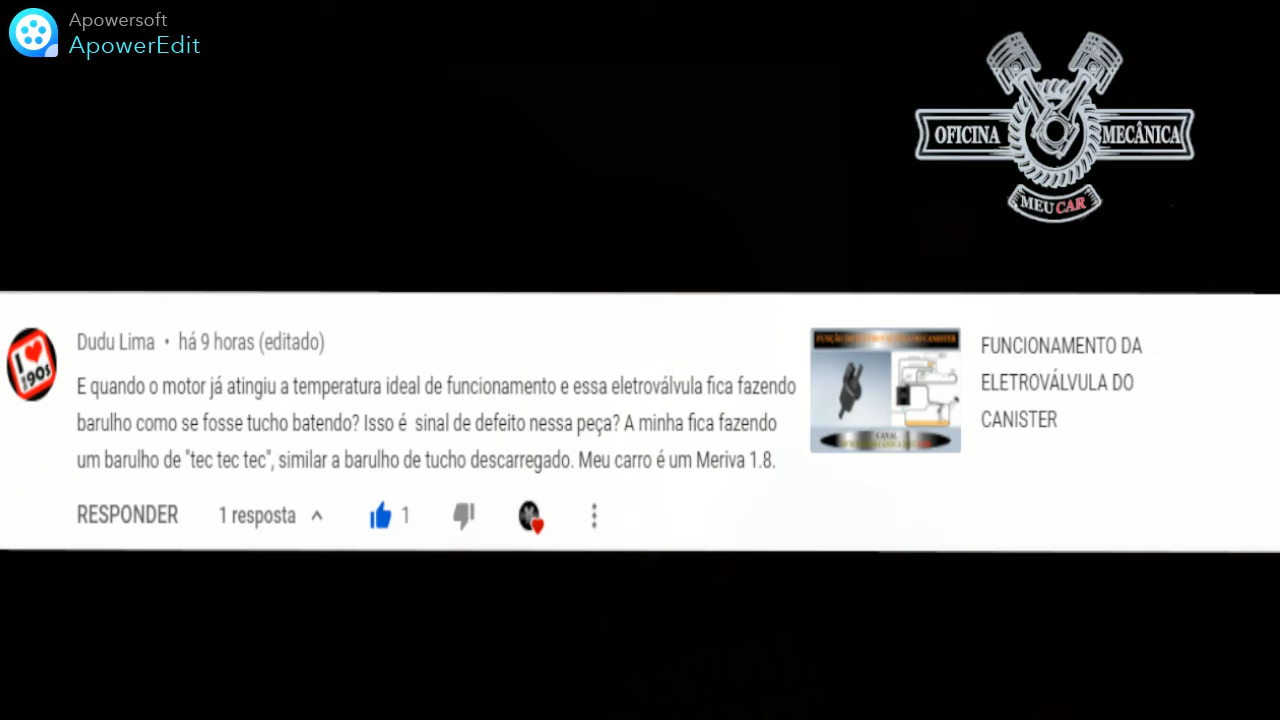 Apowersoft
ApowerEdit
OFICINA MECÂNICA
MEUCAR
Dudu Lima • há 9 horas (editado)
E quando o motor já atingiu a temperatura ideal de funcionamento e essa eletroválvula fica fazendo
barulho como se fosse tucho batendo? Isso é sinal de defeito nessa peça? A minha fica fazendo
um barulho de "tec tec tec", similar a barulho de tucho descarregado. Meu carro é um Meriva 1.8.
RESPONDER 1 resposta 1
I
90s
FUNCIONAMENTO DA
ELETROVÁLVULA DO
CANISTER
CANAL